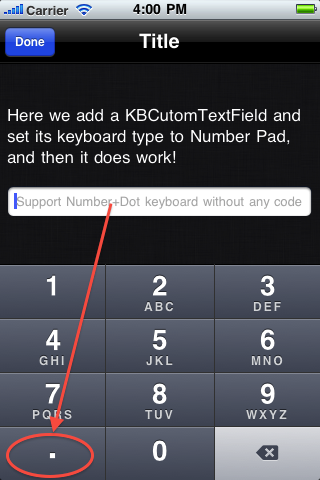 Carrier 4:00 PM
Done Title
Here we add a KBCutomTextField and
set its keyboard type to Number Pad,
and then it does work!
Support Number+Dot keyboard without any code
1 2 3
ABC DEF
4 5 6
GHI JKL MNO
7 8 9
PQRS TUV WXYZ
. 0